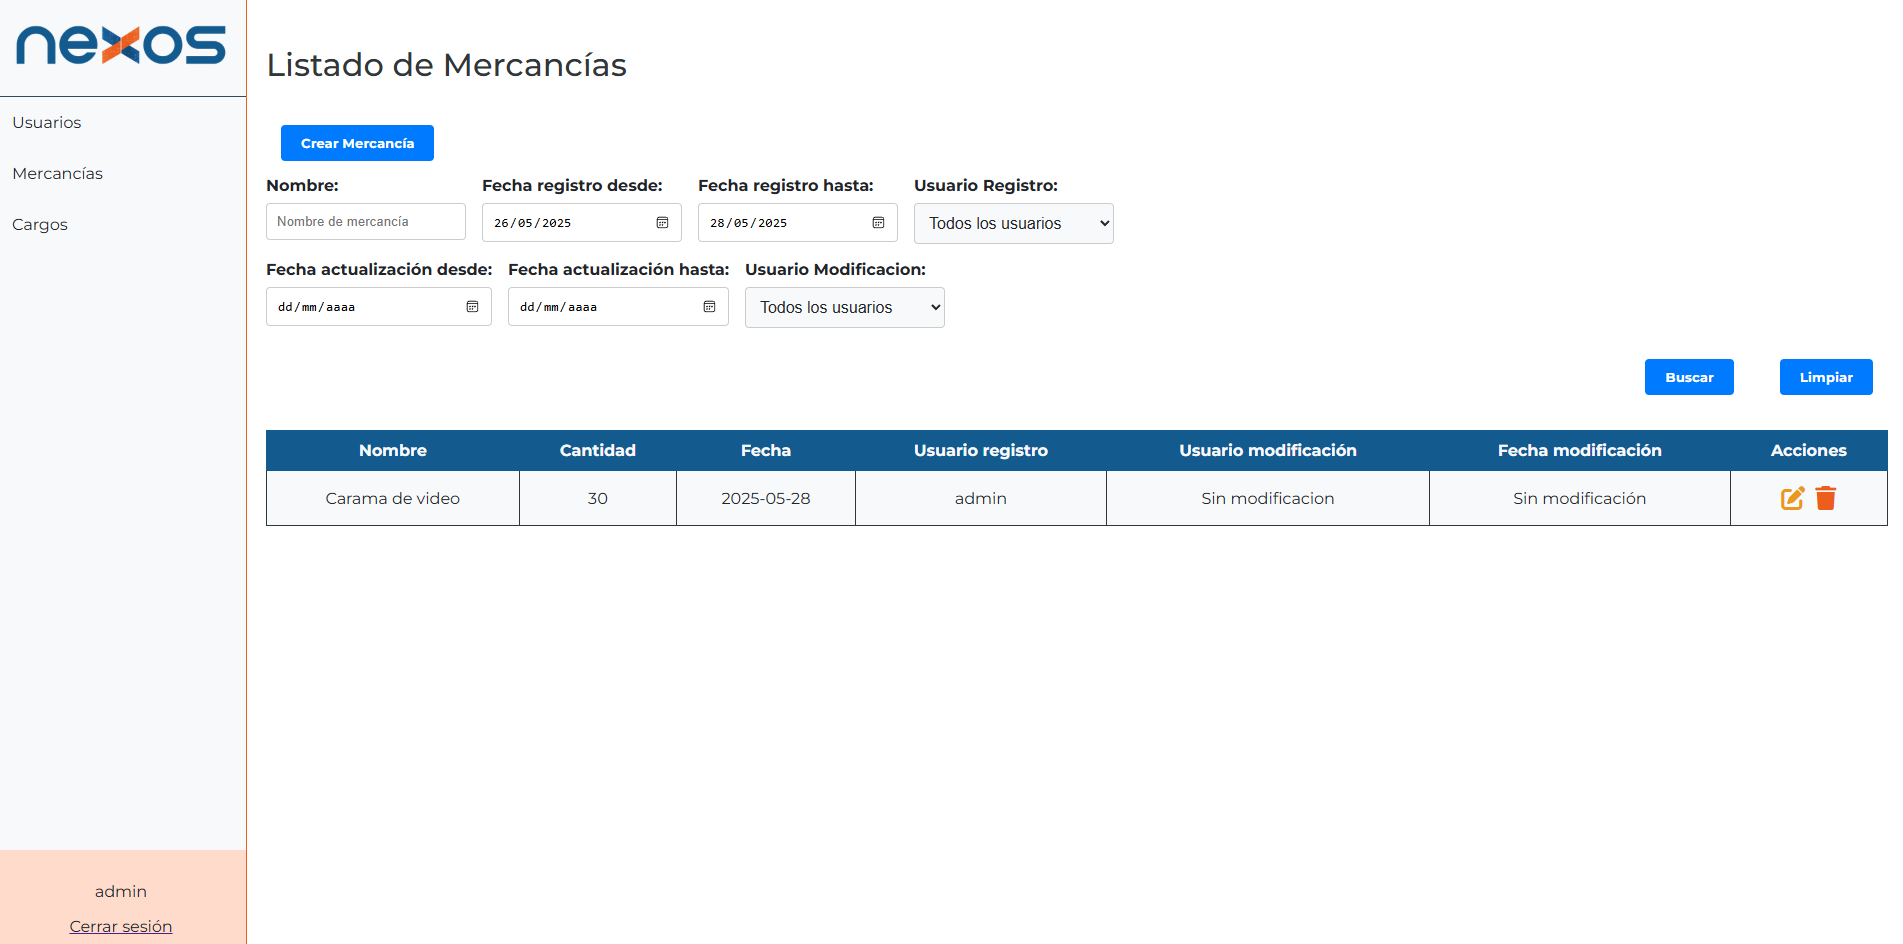 nexos
Usuarios
Mercancías
Cargos
admin
Cerrar sesión
Listado de Mercancías
Crear Mercancía
Nombre: Fecha registro desde: Fecha registro hasta: Usuario Registro:
Nombre de mercancía 26/05/2025 28/05/2025 Todos los usuarios
Fecha actualización desde: Fecha actualización hasta: Usuario Modificacion:
dd/mm/aaaa dd/mm/aaaa Todos los usuarios
Buscar Limpiar
Nombre Cantidad Fecha Usuario registro Usuario modificación Fecha modificación Acciones
Carama de video 30 2025-05-28 admin Sin modificacion Sin modificación